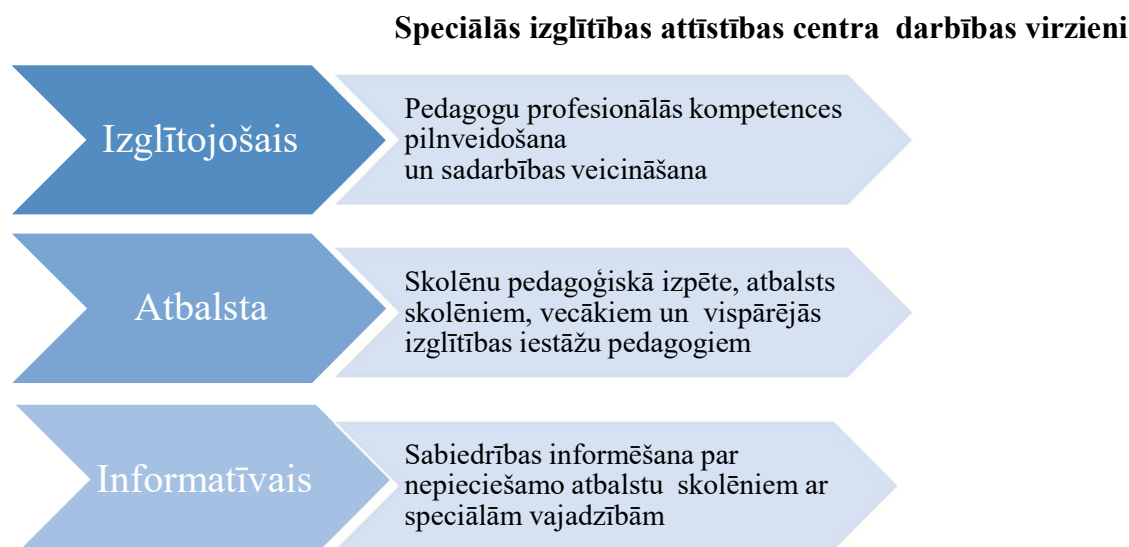 Speciālās izglītības attīstības centra darbības virzieni
Izglītojošais
Pedagogu profesionālās kompetences
pilnveidošana
un sadarbības veicināšana
Atbalsta
Skolēnu pedagoģiskā izpēte, atbalsts
skolēniem, vecākiem un vispārējās
izglītības iestāžu pedagogiem
Informatīvais
Sabiedrības informēšana par
nepieciešamo atbalstu skolēniem ar
speciālām vajadzībām